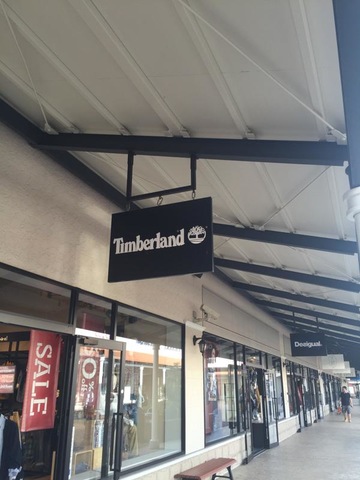 Timberland
Desigual.
SALE
%